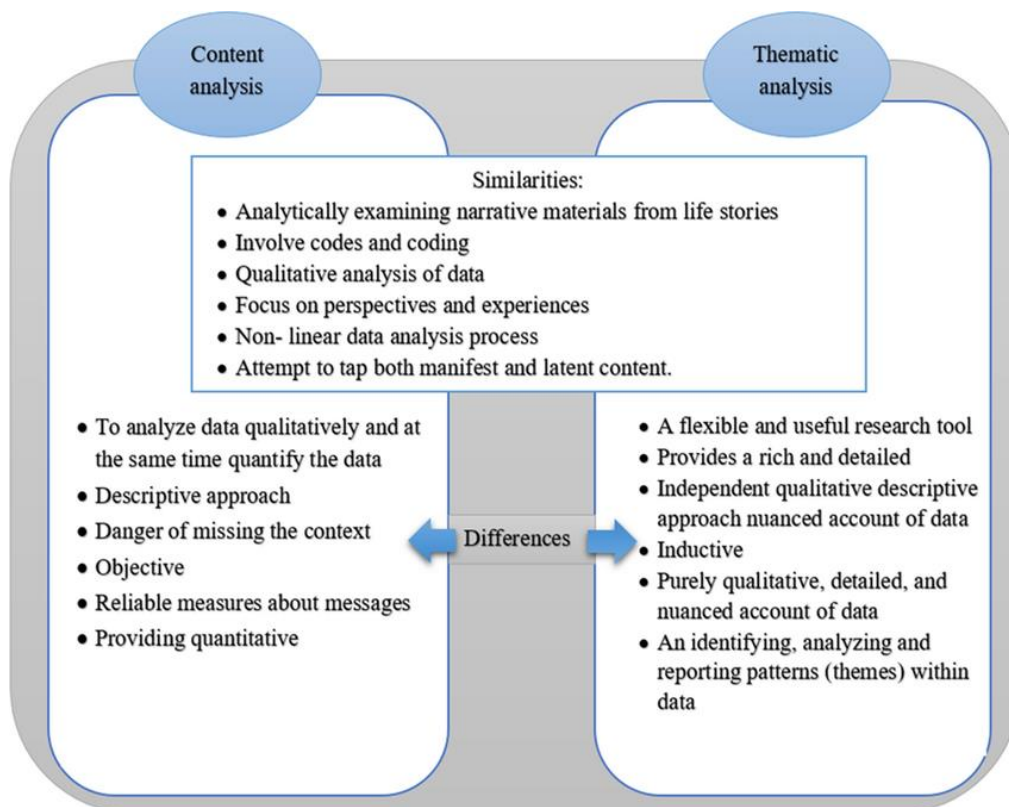 Content
analysis
Thematic
analysis
Similarities:
• Analytically examining narrative materials from life stories
• Involve codes and coding
• Qualitative analysis of data
• Focus on perspectives and experiences
• Non- linear data analysis process
• Attempt to tap both manifest and latent content.
• To analyze data qualitatively and at
the same time quantify the data
• Descriptive approach
• Danger of missing the context
• Objective
• Reliable measures about messages
• Providing quantitative
Differences
• A flexible and useful research tool
• Provides a rich and detailed
• Independent qualitative descriptive
approach nuanced account of data
• Inductive
• Purely qualitative, detailed, and
nuanced account of data
• An identifying, analyzing and
reporting patterns (themes) within
data